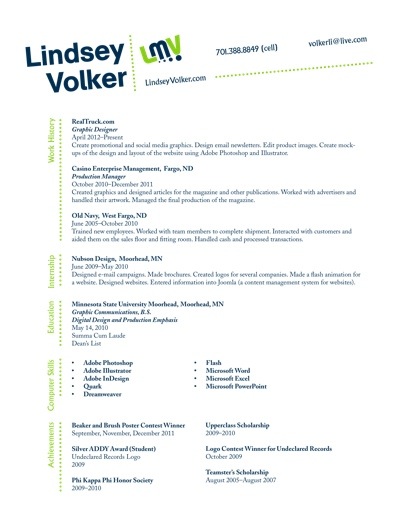 Lindsey
Volker
LMV
701.388.8849 (cell)
volkerli@live.com
LindseyVolker.com
Work History
RealTruck.com
Graphic Designer
April 2012–Present
Create promotional and social media graphics. Design email newsletters. Edit product images. Create mock-
ups of the design and layout of the website using Adobe Photoshop and Illustrator.
Casino Enterprise Management, Fargo, ND
Production Manager
October 2010–December 2011
Created graphics and designed articles for the magazine and other publications. Worked with advertisers and
handled their artwork. Managed the final production of the magazine.
Old Navy, West Fargo, ND
June 2005–October 2010
Trained new employees. Worked with team members to complete shipment. Interacted with customers and
aided them on the sales floor and fitting room. Handled cash and processed transactions.
Internship
Nubson Design, Moorhead, MN
June 2009–May 2010
Designed e-mail campaigns. Made brochures. Created logos for several companies. Made a flash animation for
a website. Designed websites. Entered information into Joomla (a content management system for websites).
Education
Minnesota State University Moorhead, Moorhead, MN
Graphic Communications, B.S.
Digital Design and Production Emphasis
May 14, 2010
Summa Cum Laude
Dean's List
Computer Skills
• Adobe Photoshop
• Adobe Illustrator
• Adobe InDesign
• Quark
• Dreamweaver
• Flash
• Microsoft Word
• Microsoft Excel
• Microsoft PowerPoint
Achievements
Beaker and Brush Poster Contest Winner
September, November, December 2011
Silver ADDY Award (Student)
Undeclared Records Logo
2009
Phi Kappa Phi Honor Society
2009–2010
Upperclass Scholarship
2009–2010
Logo Contest Winner for Undeclared Records
October 2009
Teamster's Scholarship
August 2005–August 2007